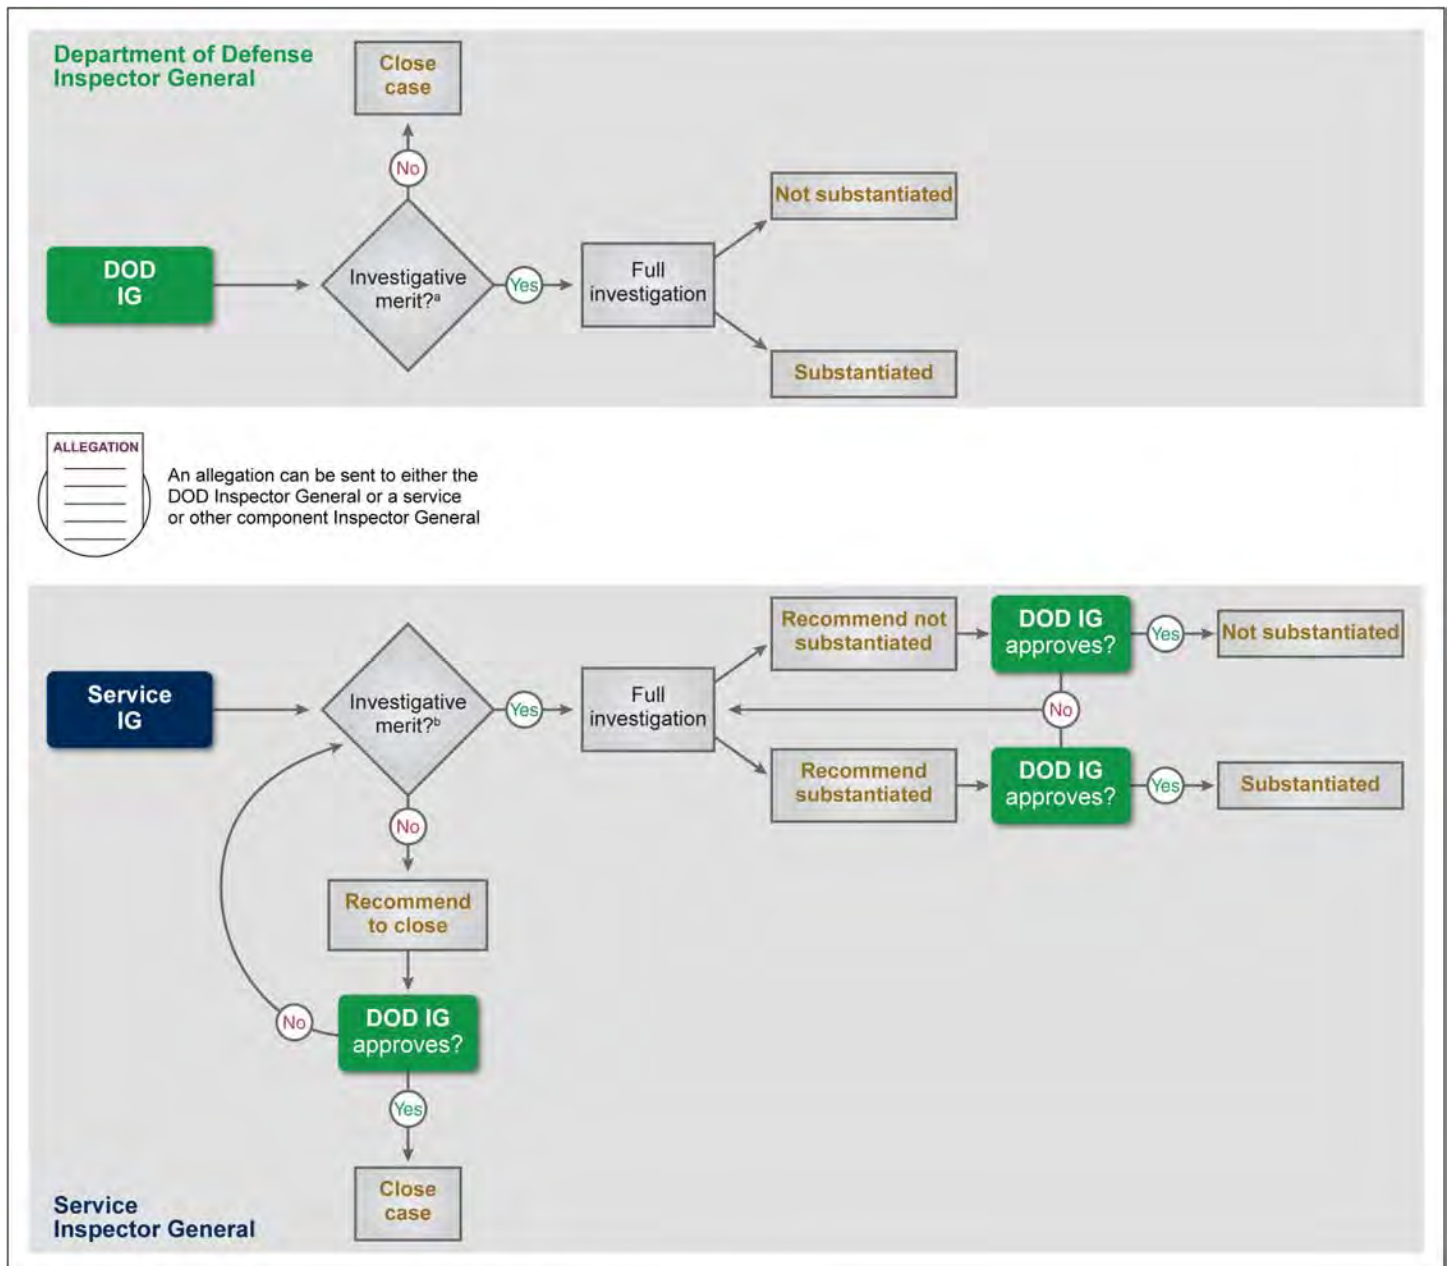 Department of Defense
Inspector General
Close
case
No
Not substantiated
DOD
IG
Investigative
merit?ᵃ
Yes
Full
investigation
Substantiated
ALLEGATION
An allegation can be sent to either the
DOD Inspector General or a service
or other component Inspector General
Recommend not
substantiated
DOD IG
approves?
Yes
Not substantiated
Service
IG
Investigative
merit?ᵇ
Yes
Full
investigation
No
Recommend
substantiated
DOD IG
approves?
Yes
Substantiated
No
Recommend
to close
No
DOD IG
approves?
Yes
Close
case
Service
Inspector General